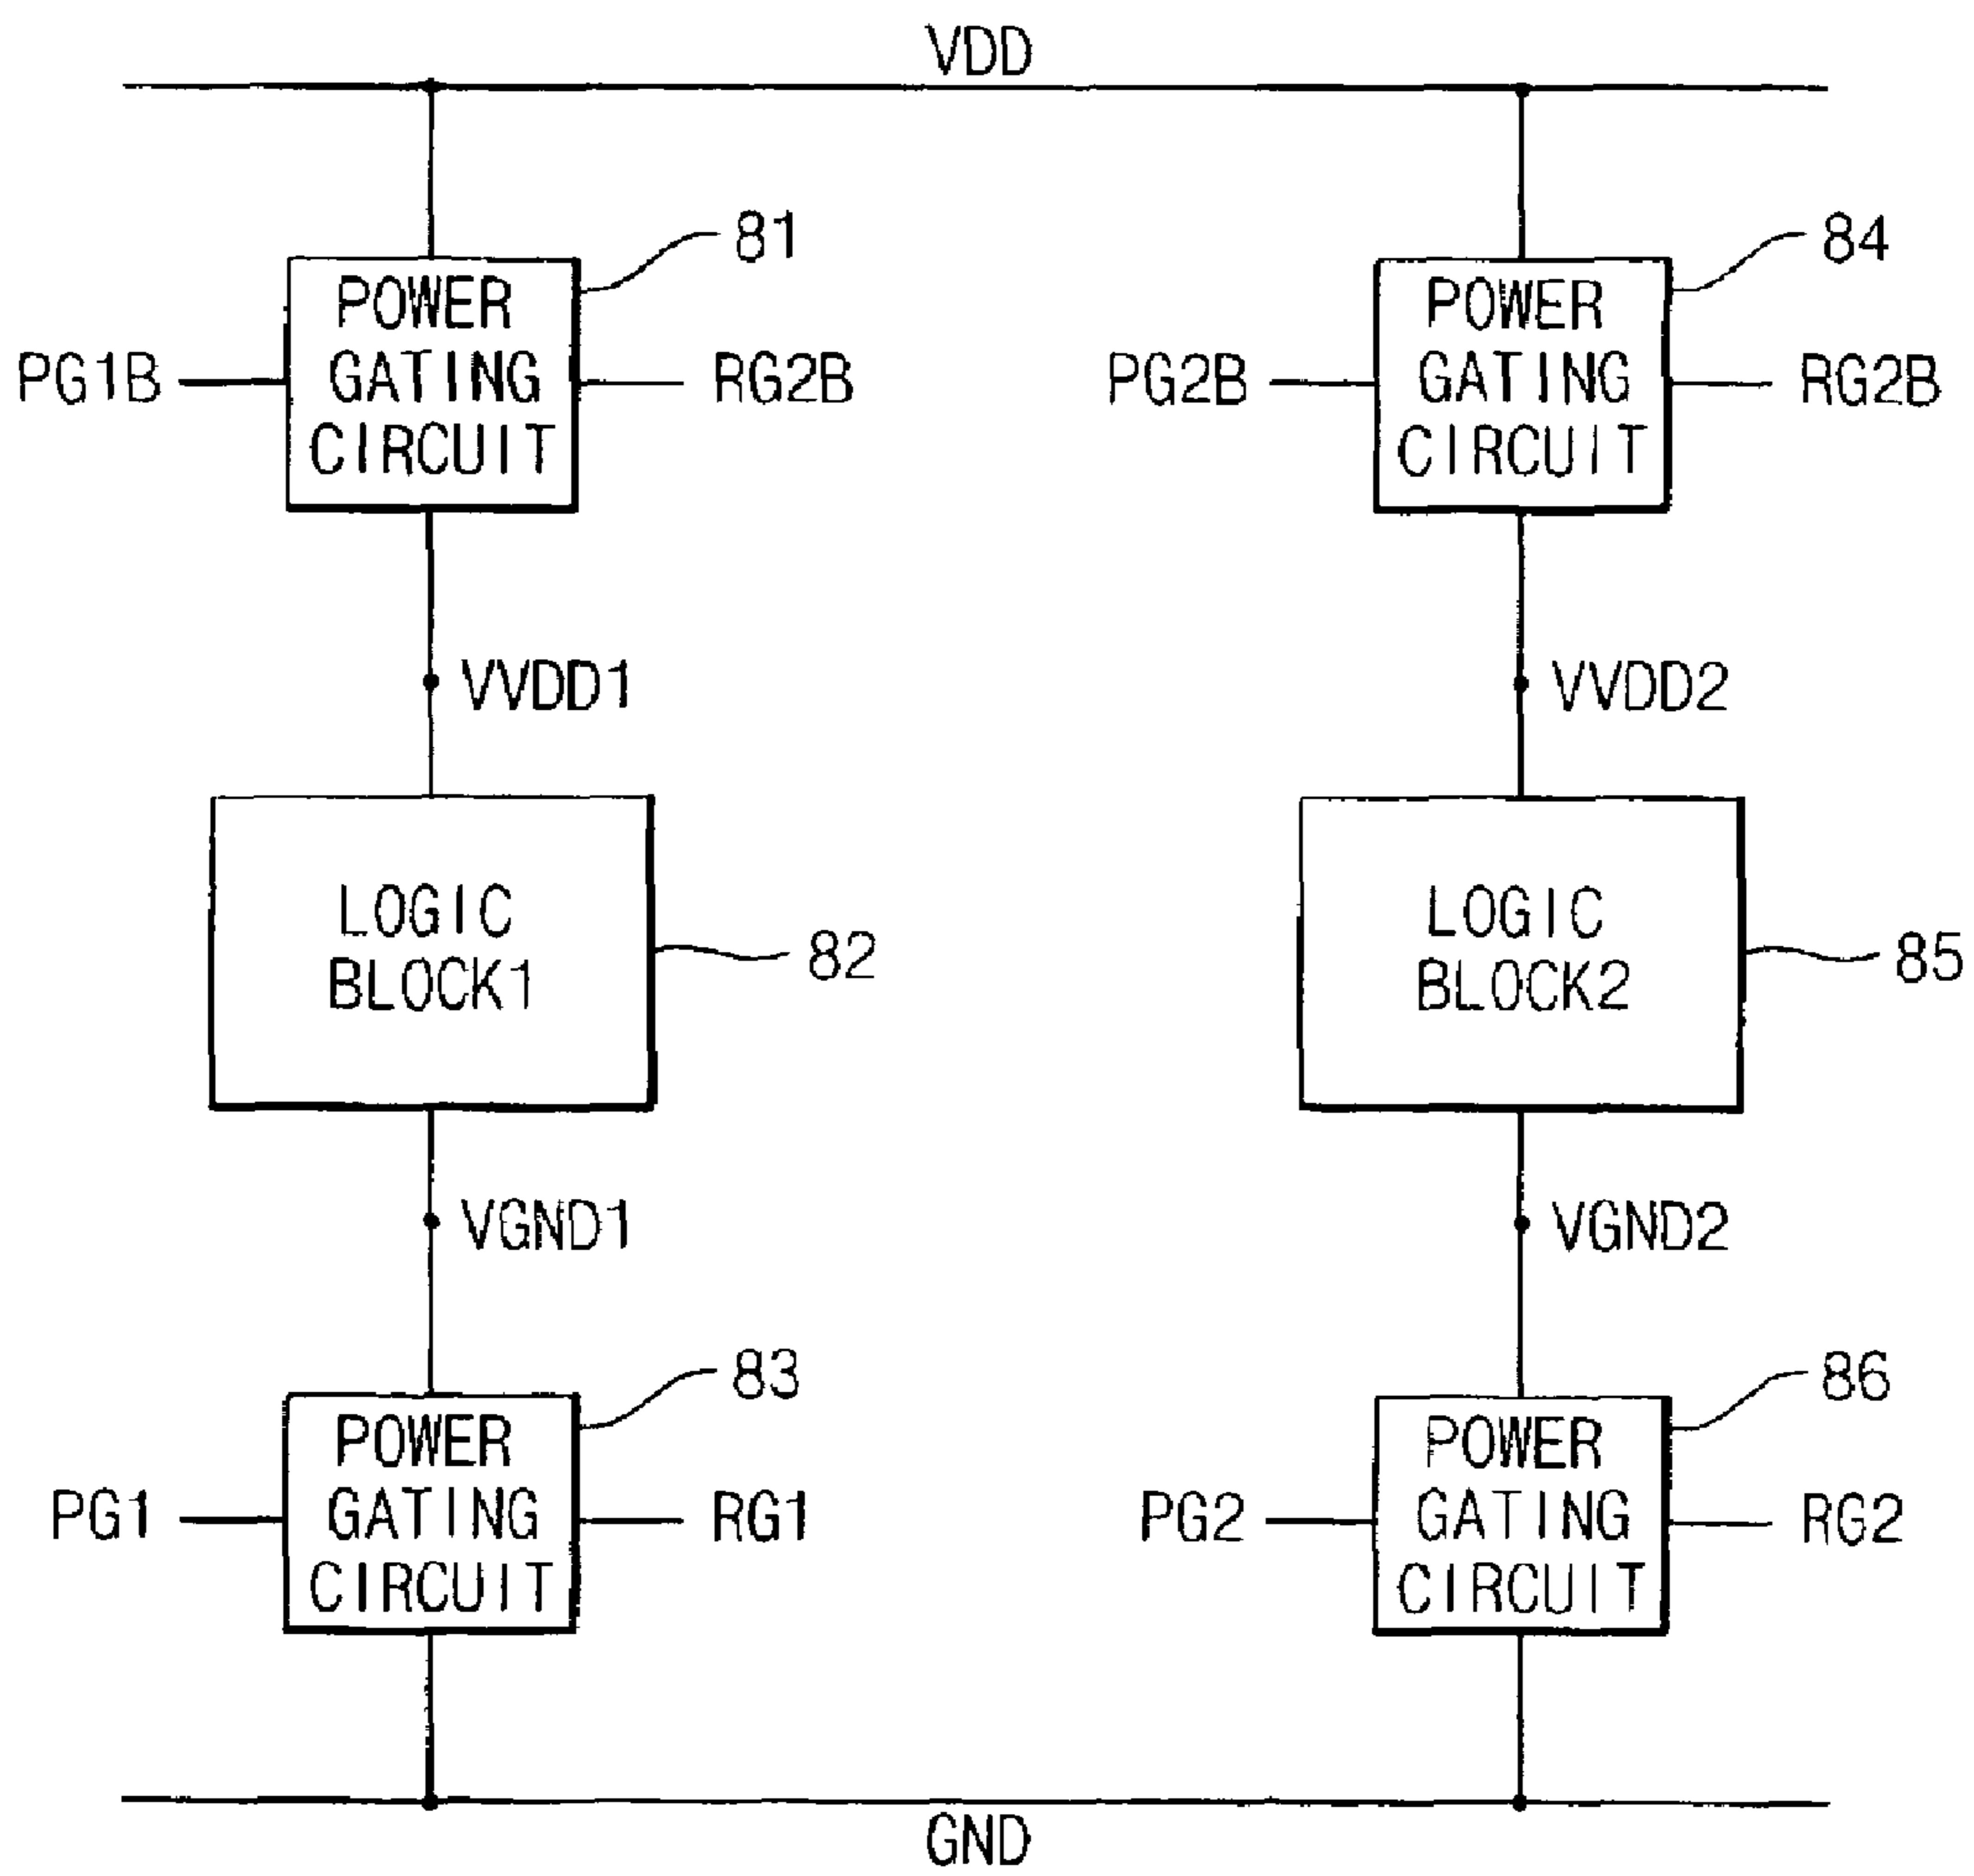 VDD
81
84
POWER
GATING
CIRCUIT
PG1B
RG2B
POWER
GATING
CIRCUIT
PG2B
RG2B
VVDD1
VVDD2
LOGIC
BLOCK1
82
LOGIC
BLOCK2
85
VGND1
VGND2
83
86
POWER
GATING
CIRCUIT
PG1
RG1
POWER
GATING
CIRCUIT
PG2
RG2
GND